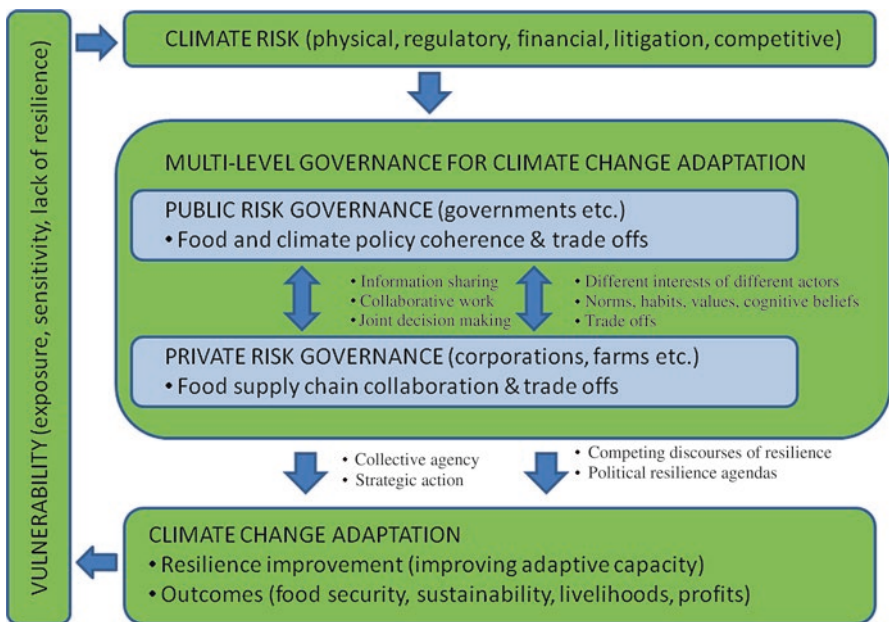 VULNERABILITY (exposure, sensitivity, lack of resilience)
CLIMATE RISK (physical, regulatory, financial, litigation, competitive)
MULTI-LEVEL GOVERNANCE FOR CLIMATE CHANGE ADAPTATION
PUBLIC RISK GOVERNANCE (governments etc.)
• Food and climate policy coherence & trade offs
• Information sharing
• Collaborative work
• Joint decision making
• Different interests of different actors
• Norms, habits, values, cognitive beliefs
• Trade offs
PRIVATE RISK GOVERNANCE (corporations, farms etc.)
• Food supply chain collaboration & trade offs
• Collective agency
• Strategic action
• Competing discourses of resilience
• Political resilience agendas
CLIMATE CHANGE ADAPTATION
• Resilience improvement (improving adaptive capacity)
• Outcomes (food security, sustainability, livelihoods, profits)